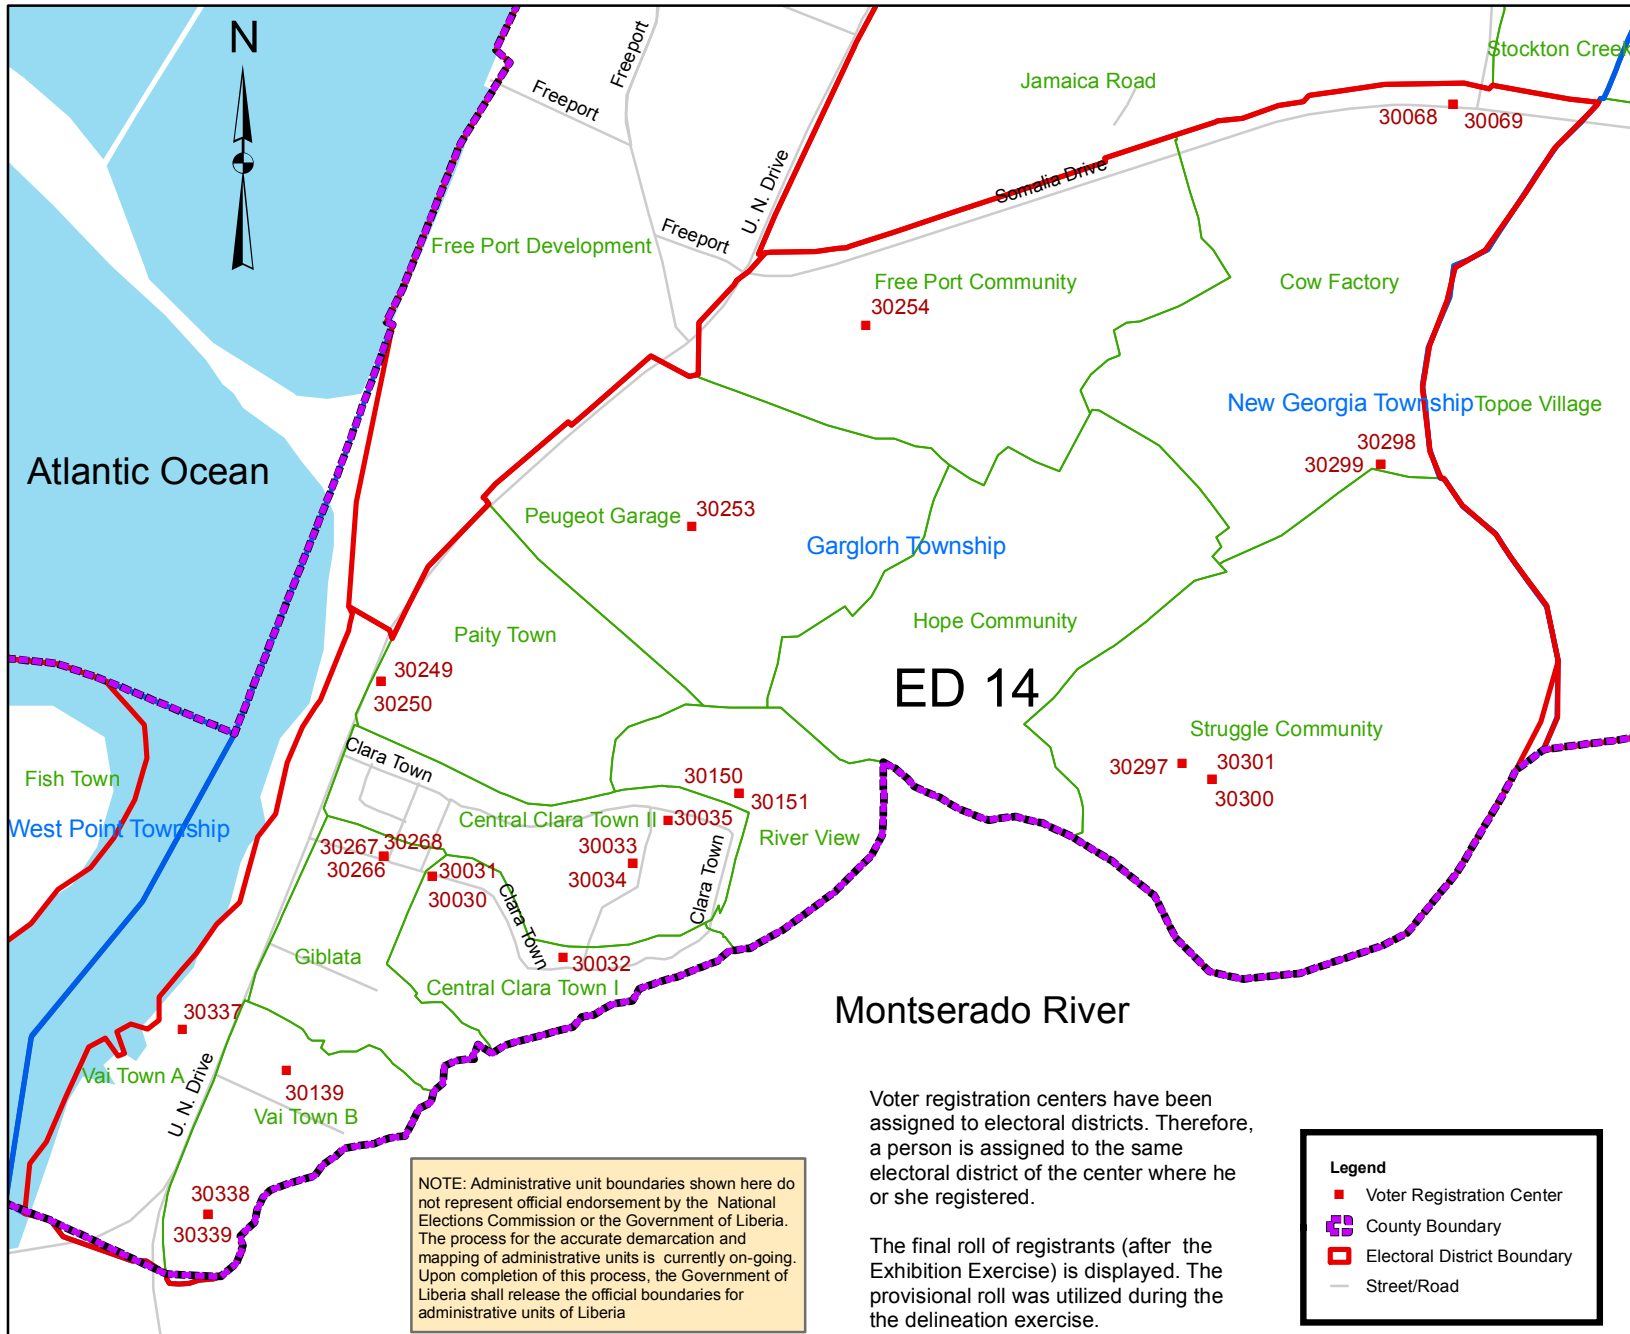 N
Stockton Creek
Jamaica Road
Freeport
Freeport
30068
30069
U. N. Drive
Somalia Drive
Freeport
Free Port Development
Free Port Community
Cow Factory
30254
New Georgia Township
Topoe Village
30298
30299
Atlantic Ocean
30253
Peugeot Garage
Garglorh Township
Hope Community
Paity Town
30249
30250
ED 14
Struggle Community
Clara Town
30297
30301
30300
Fish Town
30150
30151
West Point Township
Central Clara Town II
30035
River View
30267
30268
30266
30033
30034
30031
30030
Clara Town
Clara Town
Giblata
30032
Central Clara Town I
30337
Montserado River
Vai Town A
30139
Vai Town B
U. N. Drive
30338
30339
Voter registration centers have been
assigned to electoral districts. Therefore,
a person is assigned to the same
electoral district of the center where he
or she registered.
The final roll of registrants (after the
Exhibition Exercise) is displayed. The
provisional roll was utilized during the
the delineation exercise.
NOTE: Administrative unit boundaries shown here do
not represent official endorsement by the National
Elections Commission or the Government of Liberia.
The process for the accurate demarcation and
mapping of administrative units is currently on-going.
Upon completion of this process, the Government of
Liberia shall release the official boundaries for
administrative units of Liberia
Legend
Voter Registration Center
County Boundary
Electoral District Boundary
Street/Road